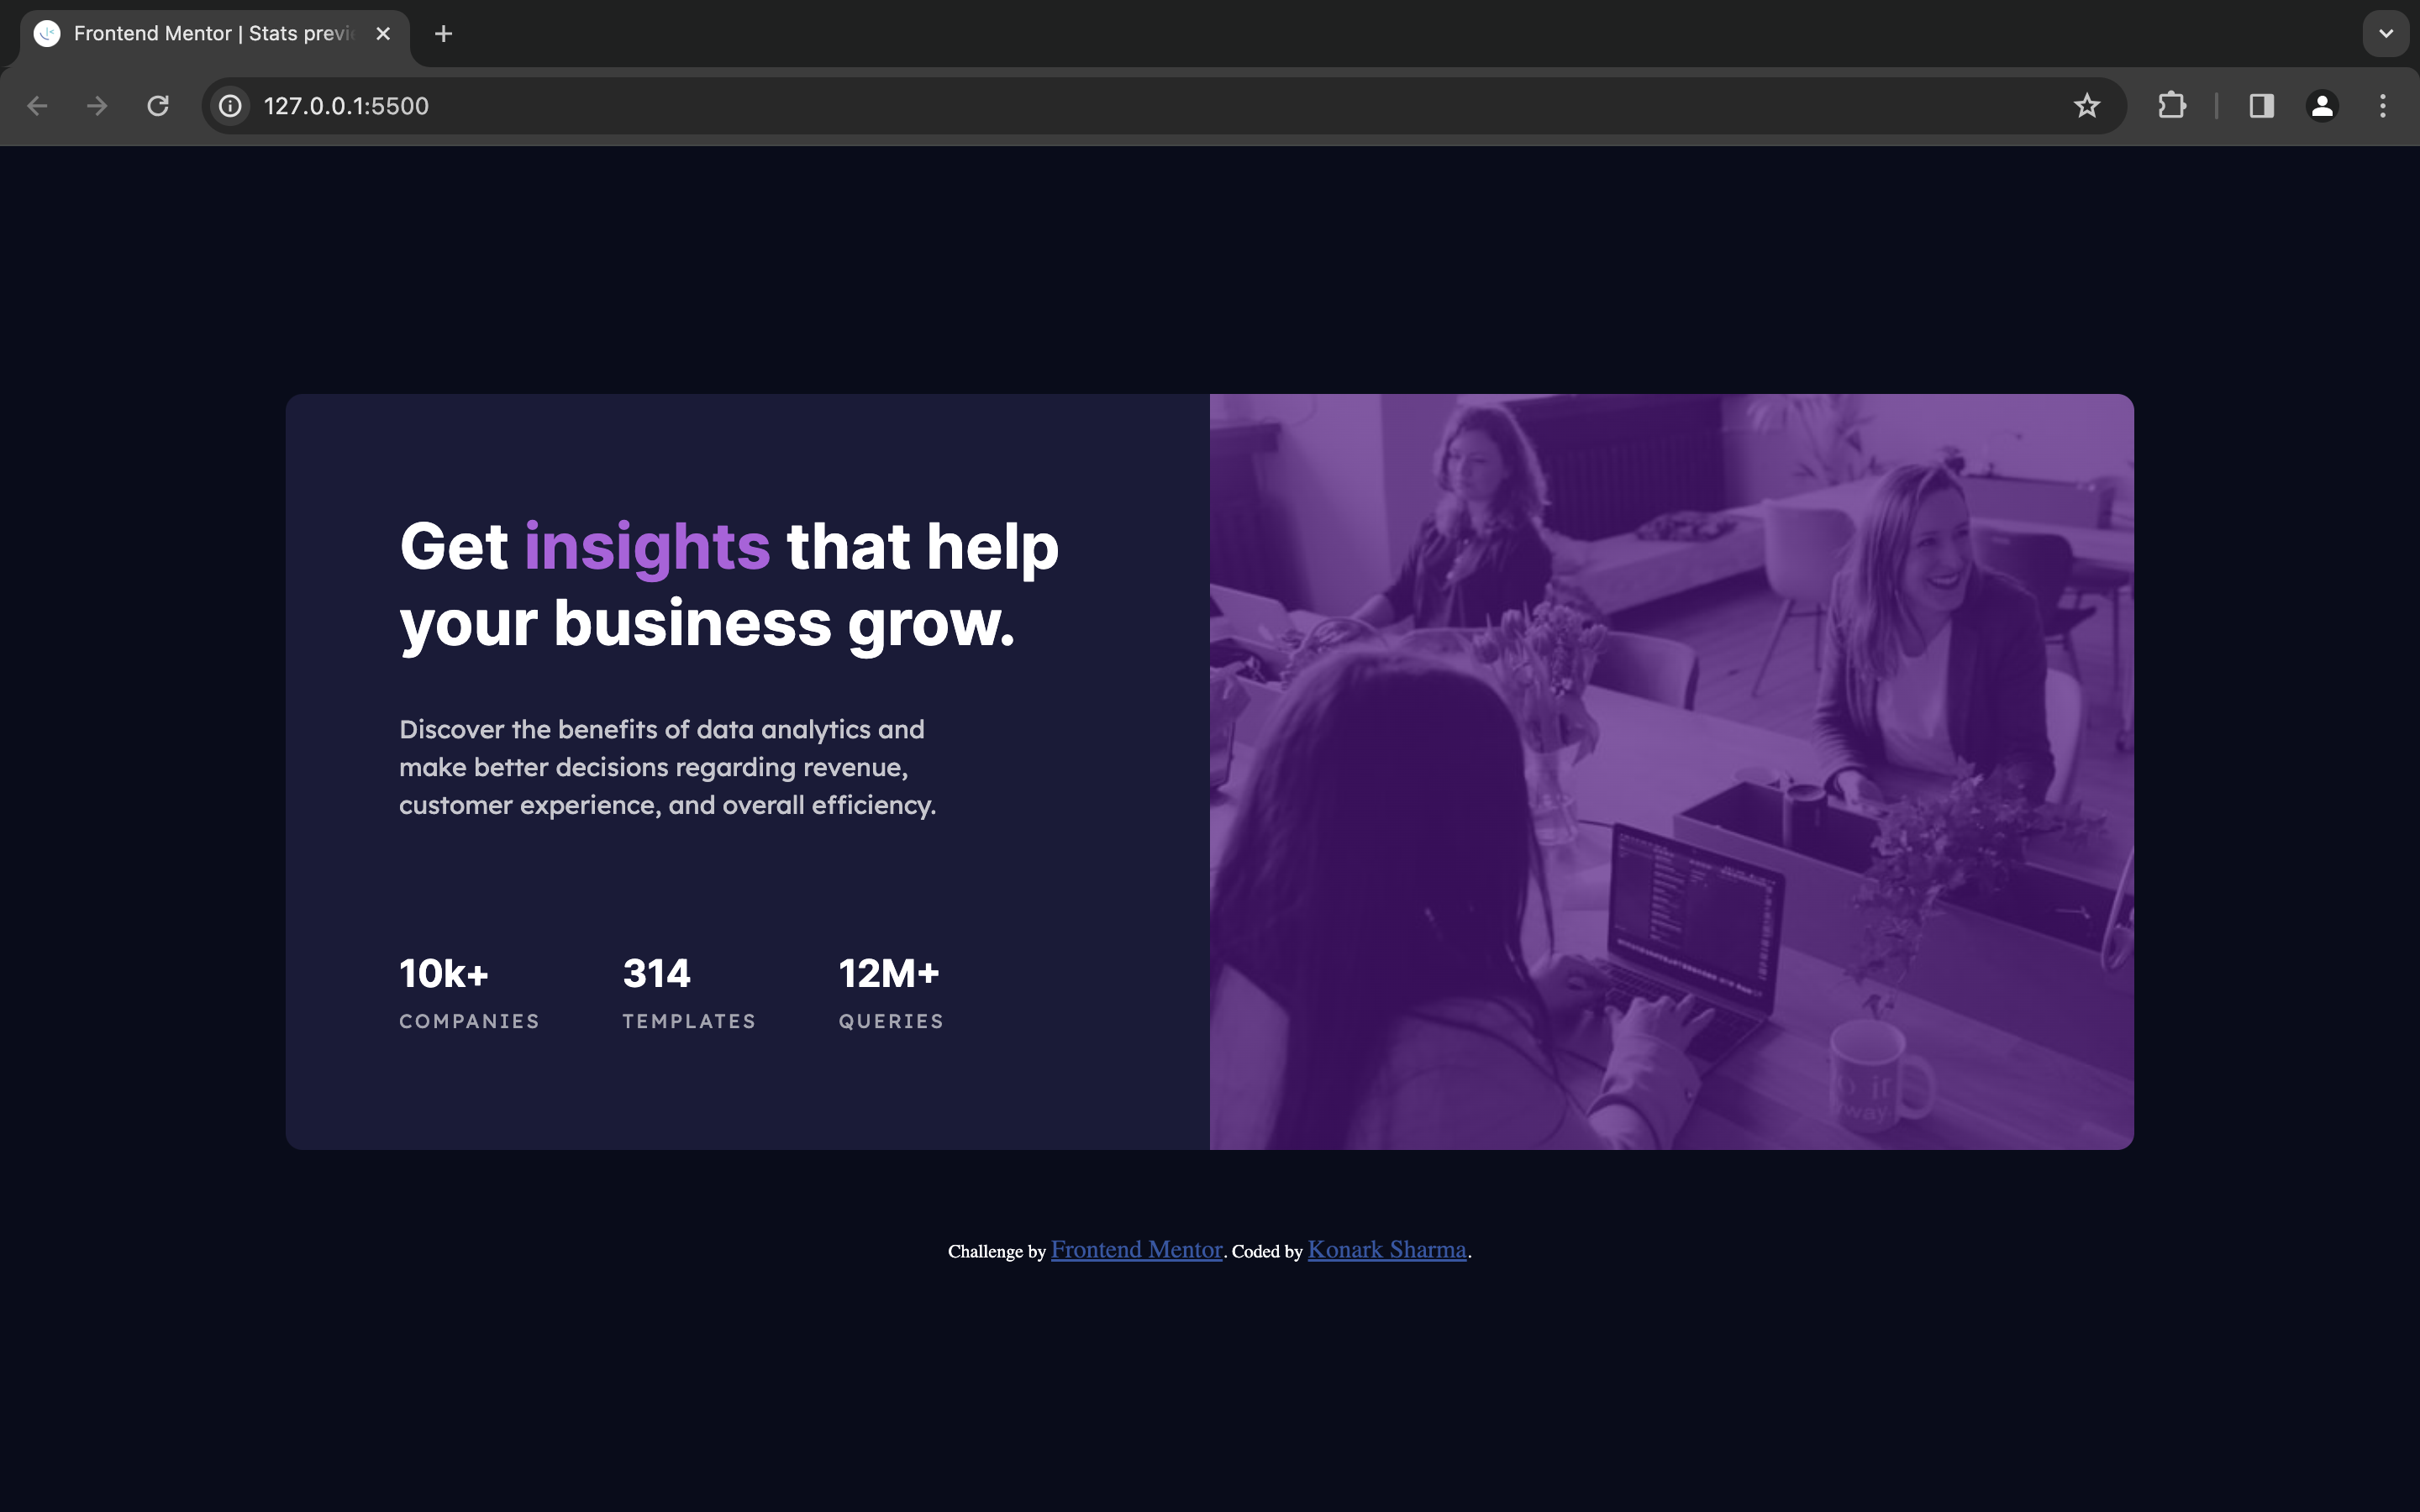 Frontend Mentor | Stats previ
127.0.0.1:5500
Get insights that help
your business grow.
Discover the benefits of data analytics and
make better decisions regarding revenue,
customer experience, and overall efficiency.
10k+ 314 12M+
COMPANIES TEMPLATES QUERIES
Challenge by Frontend Mentor. Coded by Konark Sharma.